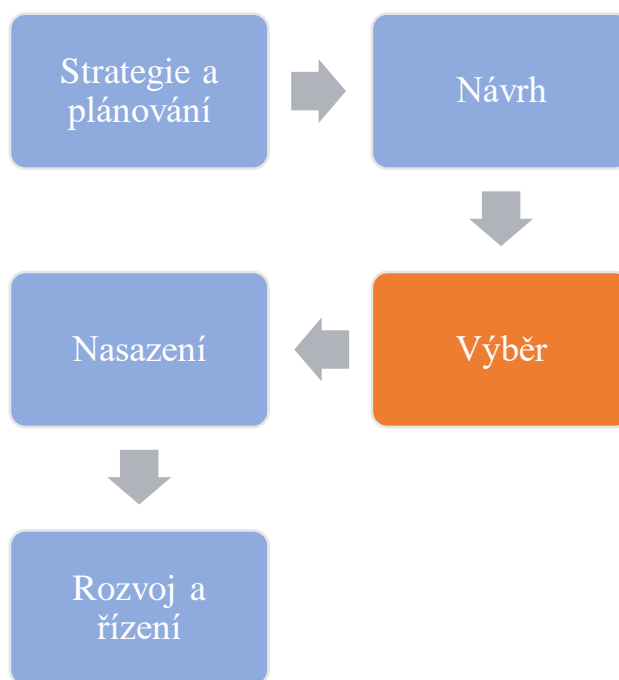 Strategie a
plánování
Návrh
Výběr
Nasazení
Rozvoj a
řízení